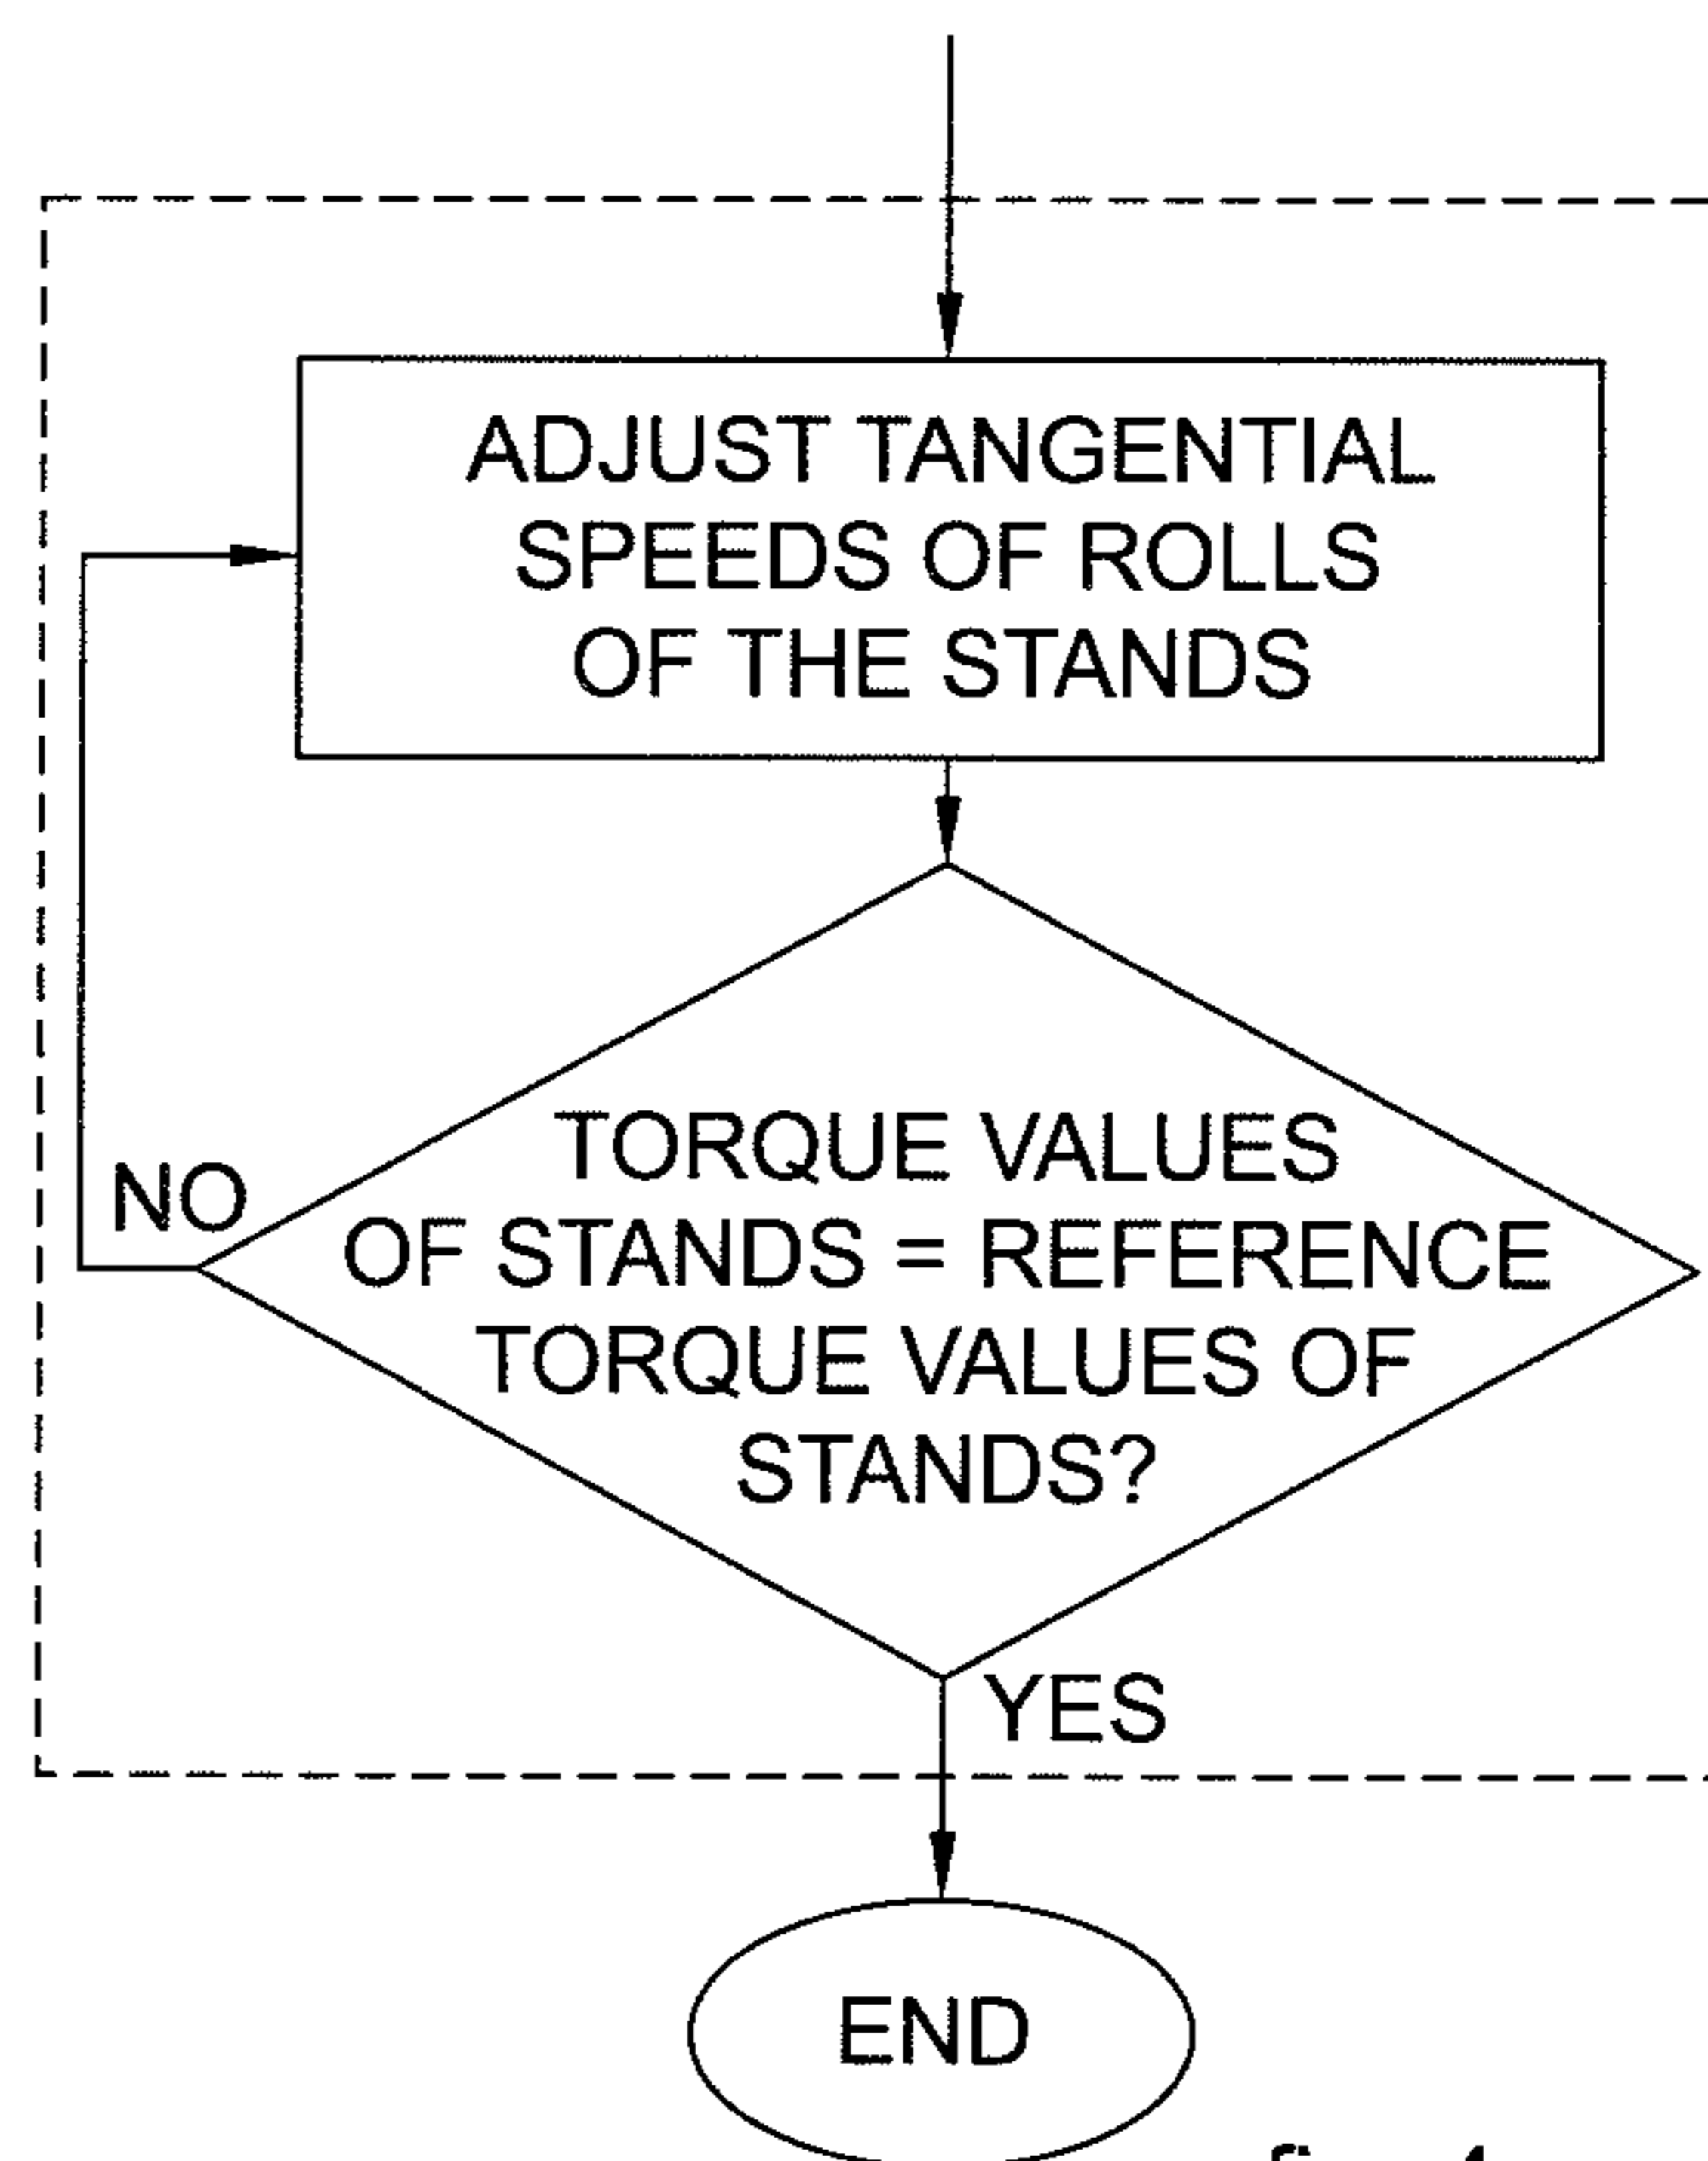 ADJUST TANGENTIAL
SPEEDS OF ROLLS
OF THE STANDS
TORQUE VALUES
OF STANDS = REFERENCE
TORQUE VALUES OF
STANDS?
NO
YES
END